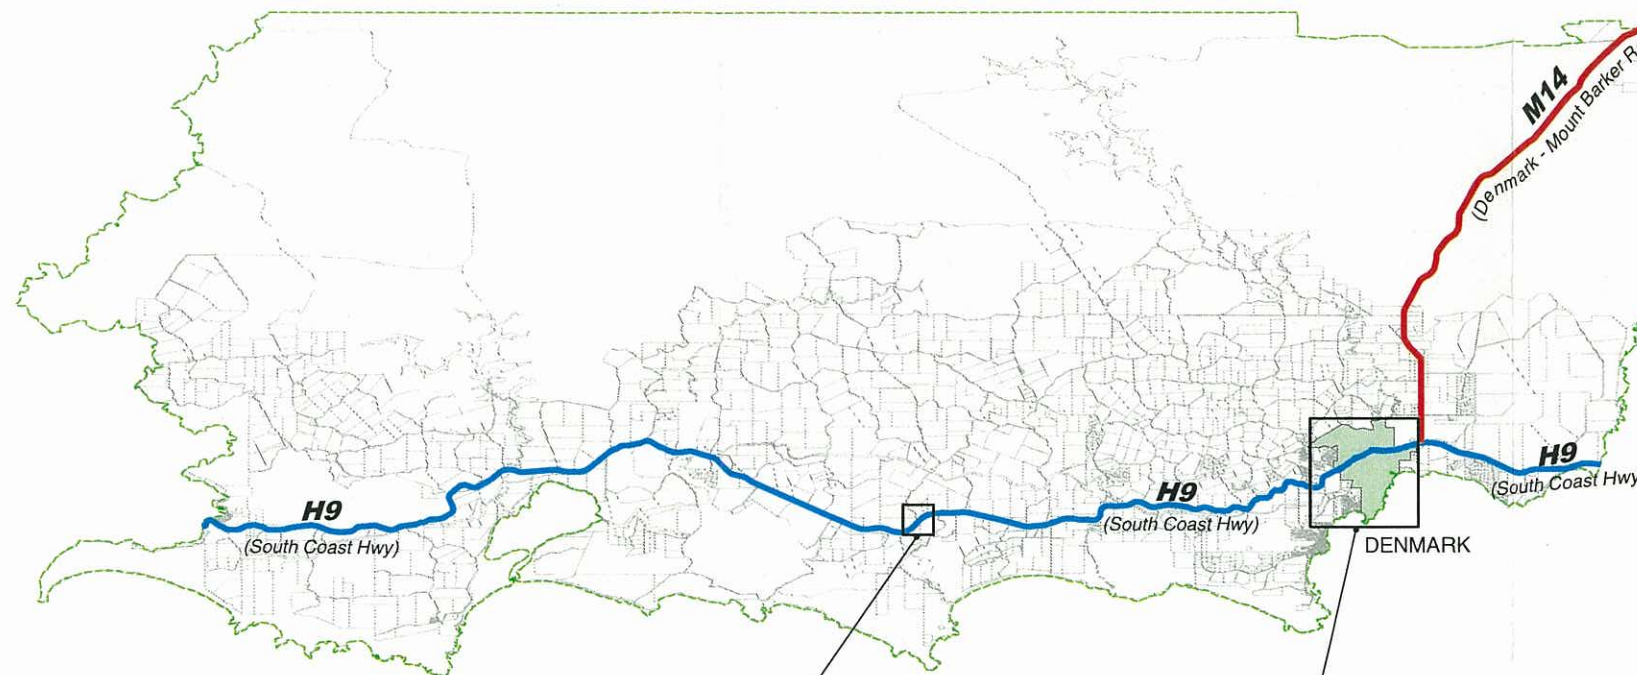 M14
(Denmark - Mount Barker R
H9
(South Coast Hwy)
H9
(South Coast Hwy)
H9
(South Coast Hwy
DENMARK